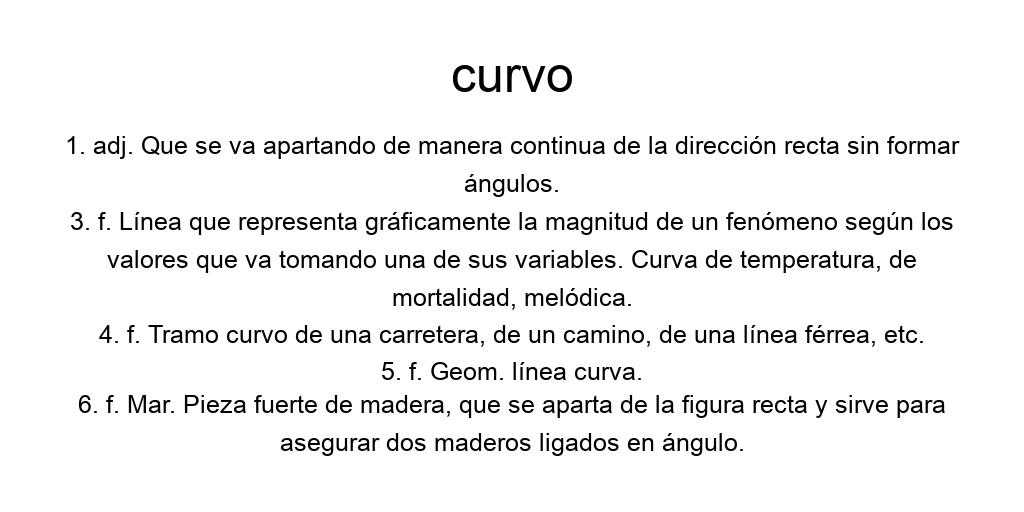 curvo
1. adj. Que se va apartando de manera continua de la dirección recta sin formar
ángulos.
3. f. Línea que representa gráficamente la magnitud de un fenómeno según los
valores que va tomando una de sus variables. Curva de temperatura, de
mortalidad, melódica.
4. f. Tramo curvo de una carretera, de un camino, de una línea férrea, etc.
5. f. Geom. línea curva.
6. f. Mar. Pieza fuerte de madera, que se aparta de la figura recta y sirve para
asegurar dos maderos ligados en ángulo.